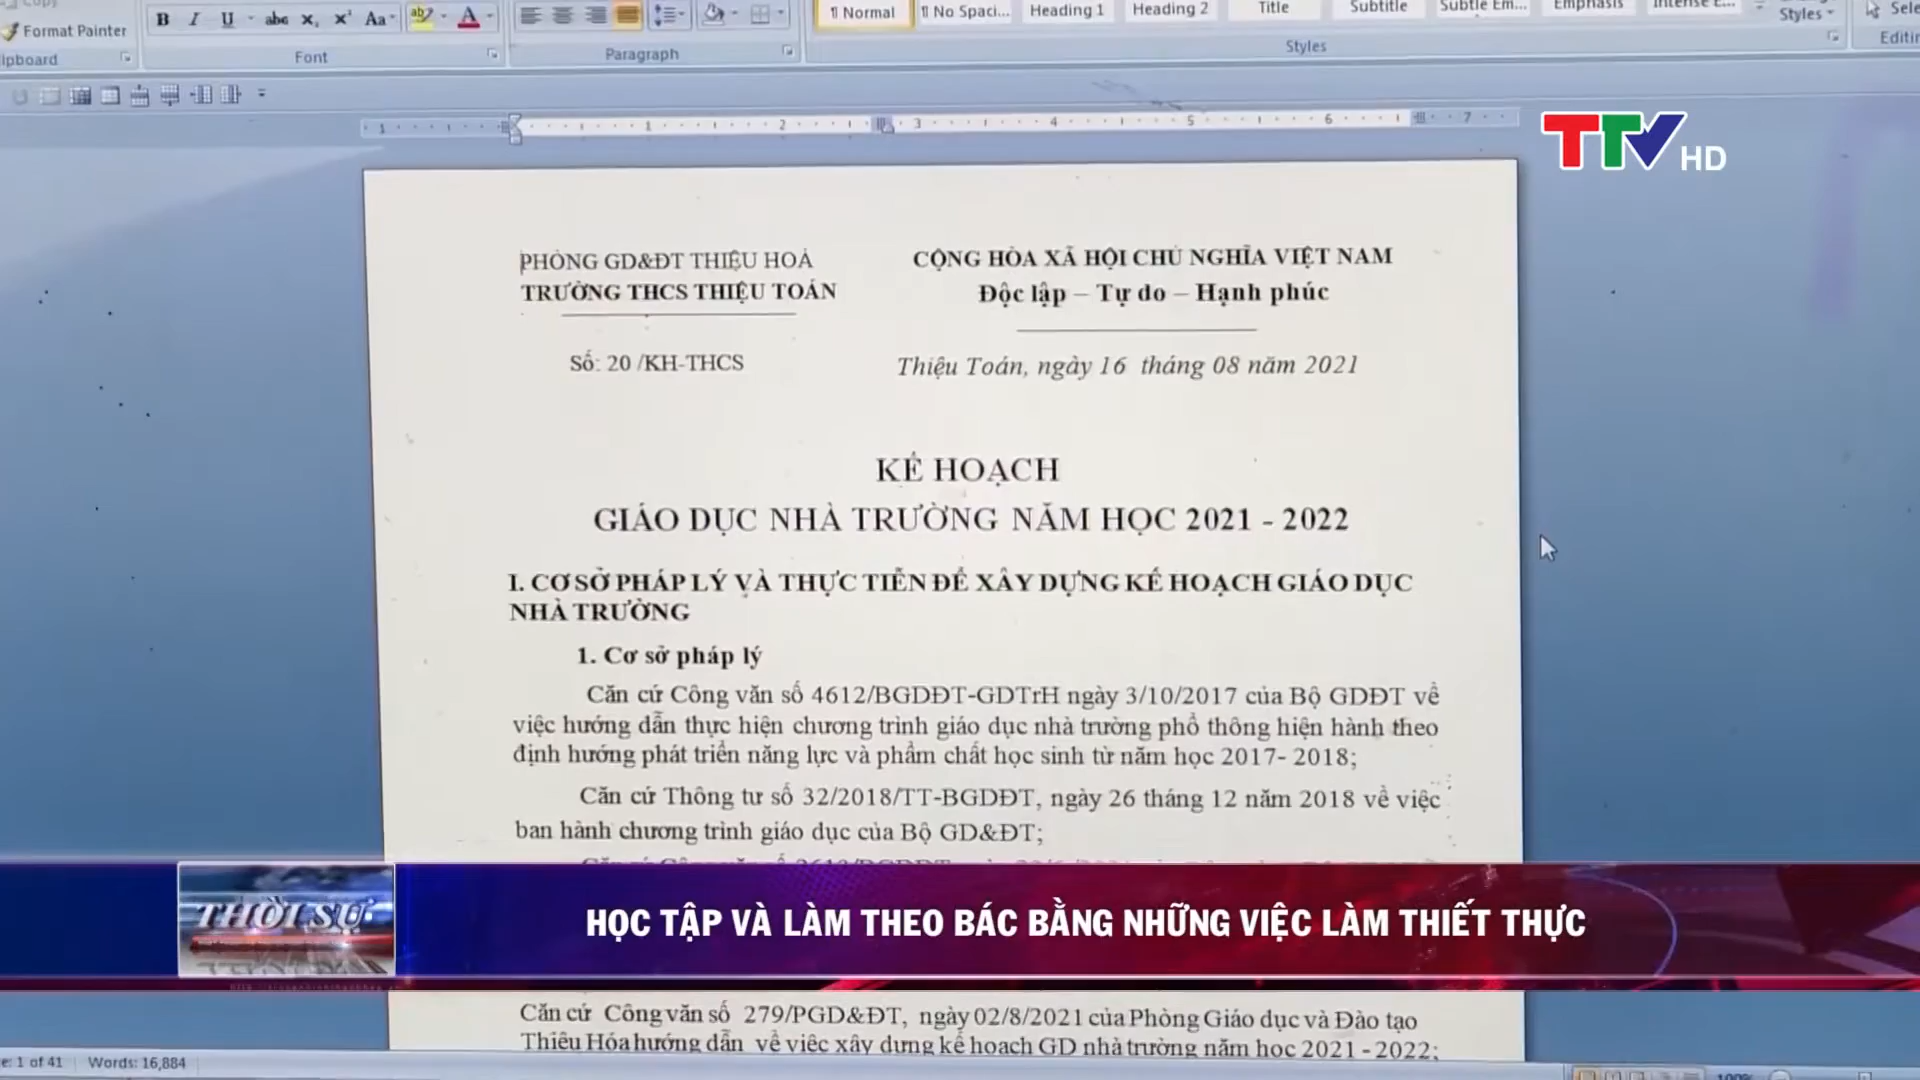 Format Painter
B I U abc x, x² Aa ab A
Font
Paragraph
¶ Normal
¶ No Spaci...
Heading 1
Heading 2
Title
Subtitle
Subtle Em...
Emphasis
Styles
Styles
TTV HD
PHÒNG GD&ĐT THIỆU HOÁ
TRƯỜNG THCS THIỆU TOÁN
CỘNG HÒA XÃ HỘI CHỦ NGHĨA VIỆT NAM
Độc lập – Tự do – Hạnh phúc
Số: 20 /KH-THCS
Thiệu Toán, ngày 16 tháng 08 năm 2021
KẾ HOẠCH
GIÁO DỤC NHÀ TRƯỜNG NĂM HỌC 2021 - 2022
I. CƠ SỞ PHÁP LÝ VÀ THỰC TIỄN ĐỂ XÂY DỰNG KẾ HOẠCH GIÁO DỤC
NHÀ TRƯỜNG
1. Cơ sở pháp lý
Căn cứ Công văn số 4612/BGDĐT-GDTrH ngày 3/10/2017 của Bộ GDĐT về
việc hướng dẫn thực hiện chương trình giáo dục nhà trường phổ thông hiện hành theo
định hướng phát triển năng lực và phẩm chất học sinh từ năm học 2017- 2018;
Căn cứ Thông tư số 32/2018/TT-BGDĐT, ngày 26 tháng 12 năm 2018 về việc
ban hành chương trình giáo dục của Bộ GD&ĐT;
THỜI SỰ
HỌC TẬP VÀ LÀM THEO BÁC BẰNG NHỮNG VIỆC LÀM THIẾT THỰC
Căn cứ Công văn số 279/PGD&ĐT, ngày 02/8/2021 của Phòng Giáo dục và Đào tạo
Thiệu Hóa hướng dẫn về việc xây dựng kế hoạch GD nhà trường năm học 2021 - 2022;
1 of 41
Words: 16,884